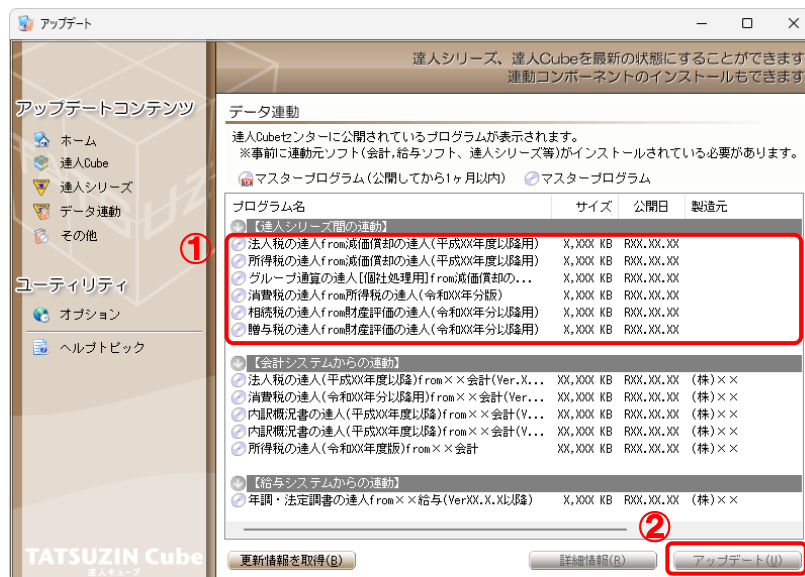 アップデート
達人シリーズ、達人Cubeを最新の状態にすることができます
連動コンポーネントのインストールもできます
アップデートコンテンツ
ホーム
達人Cube
達人シリーズ
データ連動
その他
ユーティリティ
オプション
ヘルプトピック
TATSUZIN Cube
達人キューブ
データ連動
達人Cubeセンターに公開されているプログラムが表示されます。
※事前に連動元ソフト(会計,給与ソフト、達人シリーズ等)がインストールされている必要があります。
マスタープログラム(公開してから1ヶ月以内) マスタープログラム
プログラム名 サイズ 公開日 製造元
【達人シリーズ間の連動】
①
法人税の達人from減価償却の達人(平成XX年度以降用) X,XXX KB RXX.XX.XX
所得税の達人from減価償却の達人(平成XX年度以降用) X,XXX KB RXX.XX.XX
グループ通算の達人[個社処理用]from減価償却の... X,XXX KB RXX.XX.XX
消費税の達人from所得税の達人(令和XX年分版) X,XXX KB RXX.XX.XX
相続税の達人from財産評価の達人(令和XX年分以降用) X,XXX KB RXX.XX.XX
贈与税の達人from財産評価の達人(令和XX年分以降用) X,XXX KB RXX.XX.XX
【会計システムからの連動】
法人税の達人(平成XX年度以降)from××会計(Ver.X... XX,XXX KB RXX.XX.XX (株)××
消費税の達人(令和XX年分以降用)from××会計(Ver... XX,XXX KB RXX.XX.XX (株)××
内訳概況書の達人(平成XX年度以降)from××会計(V... XX,XXX KB RXX.XX.XX (株)××
内訳概況書の達人(平成XX年度以降)from××会計(V... XX,XXX KB RXX.XX.XX (株)××
所得税の達人(令和XX年度版)from××会計 XX,XXX KB RXX.XX.XX (株)××
【給与システムからの連動】
年調・法定調書の達人from××給与(VerXX.X.X以降) X,XXX KB RXX.XX.XX (株)××
②
更新情報を取得(B) 詳細情報(R) アップデート(U)